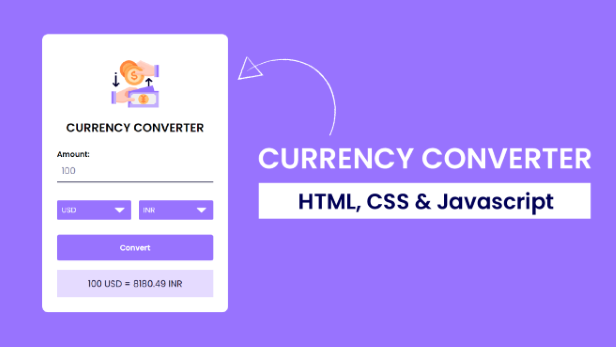 CURRENCY CONVERTER
Amount:
100
USD INR
Convert
100 USD = 8180.49 INR
CURRENCY CONVERTER
HTML, CSS & Javascript